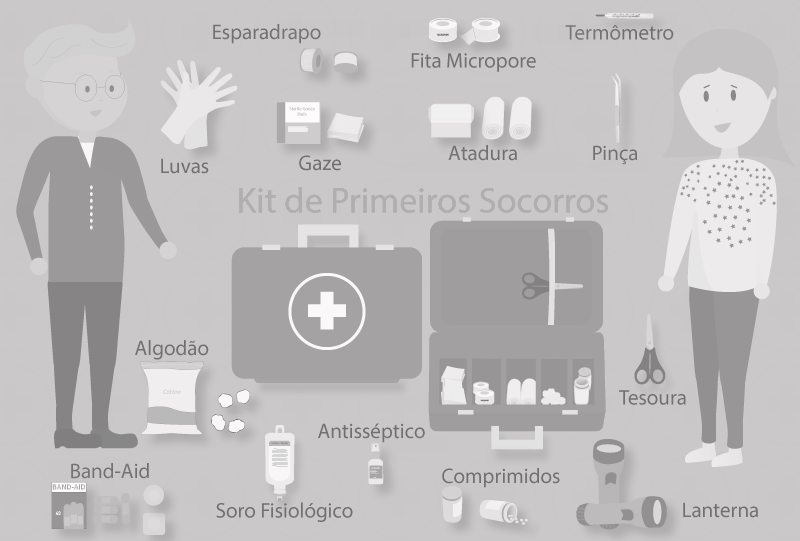 Esparadrapo
Fita Micropore
Termômetro
Luvas
Gaze
Atadura
Pinça
Kit de Primeiros Socorros
Algodão
Tesoura
Antisséptico
Band-Aid
BAND-AID
Soro Fisiológico
Comprimidos
Lanterna